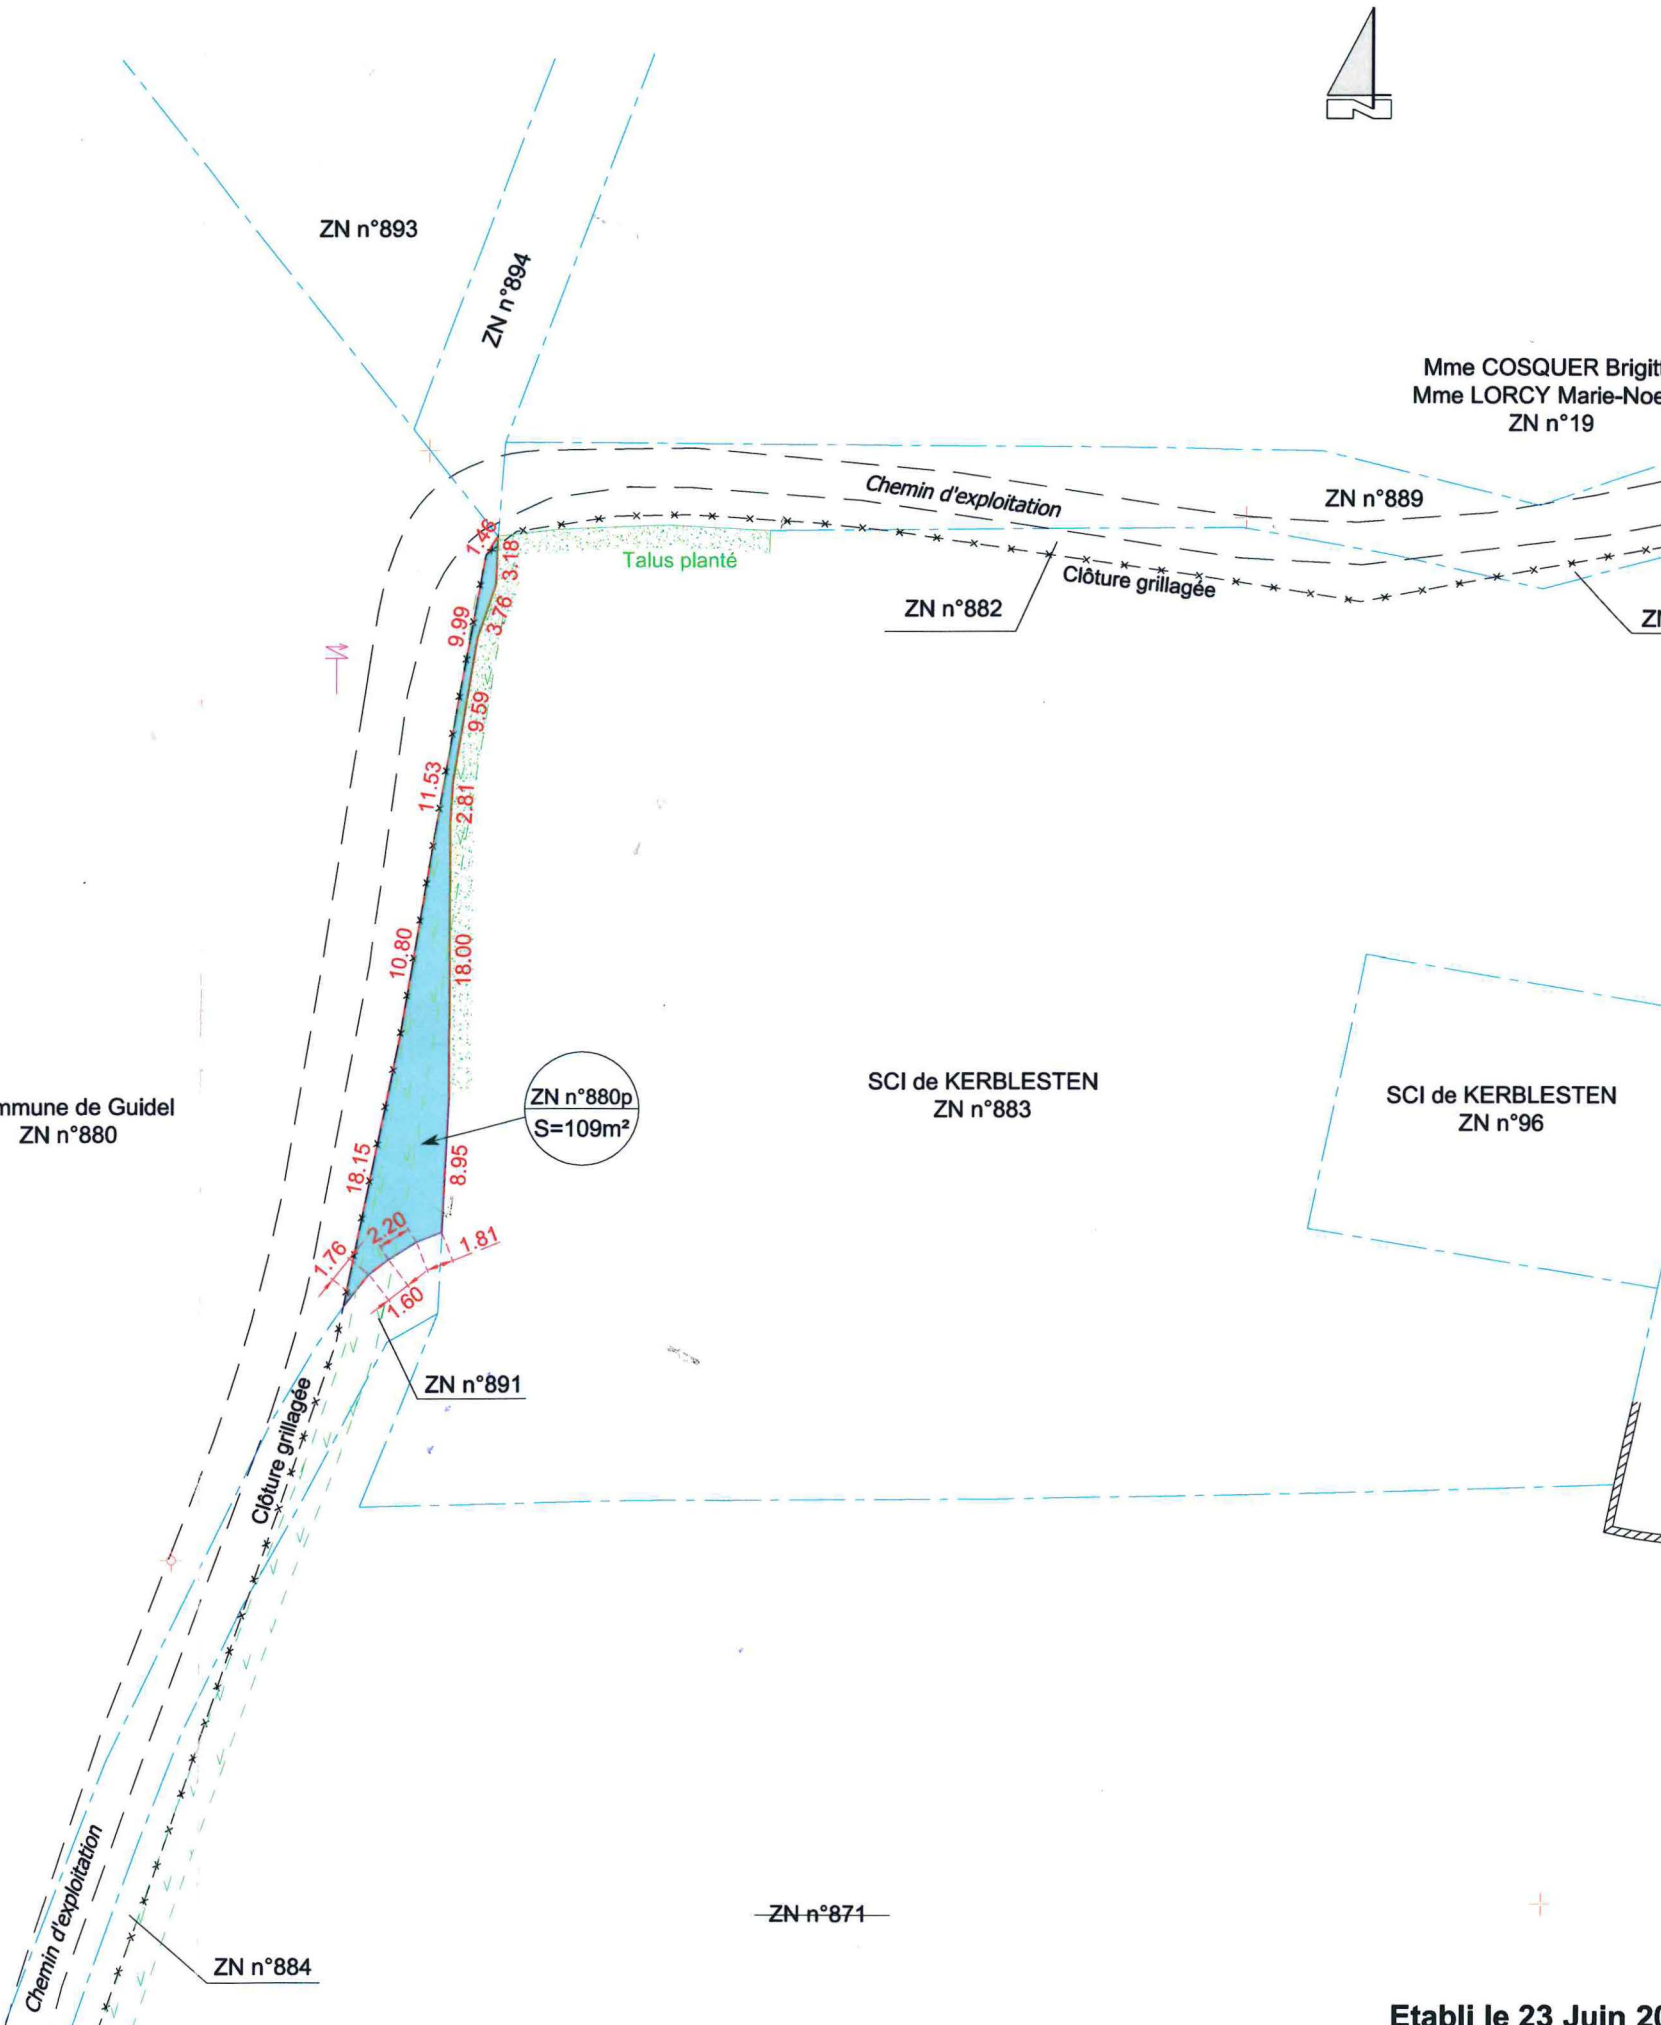 N
ZN n°893
ZN n°894
Mme COSQUER Brigitt
Mme LORCY Marie-Noe
ZN n°19
Chemin d'exploitation
ZN n°889
1.46
3.18
Talus planté
Clôture grillagée
ZN n°882
ZN
9.99
3.76
9.59
11.53
2.81
10.80
18.00
mmune de Guidel
ZN n°880
ZN n°880p
S=109m²
SCI de KERBLESTEN
ZN n°883
SCI de KERBLESTEN
ZN n°96
18.15
8.95
2.20
1.81
1.76
1.60
ZN n°891
Clôture grillagée
Chemin d'exploitation
ZN n°871
ZN n°884
Etabli le 23 Juin 20